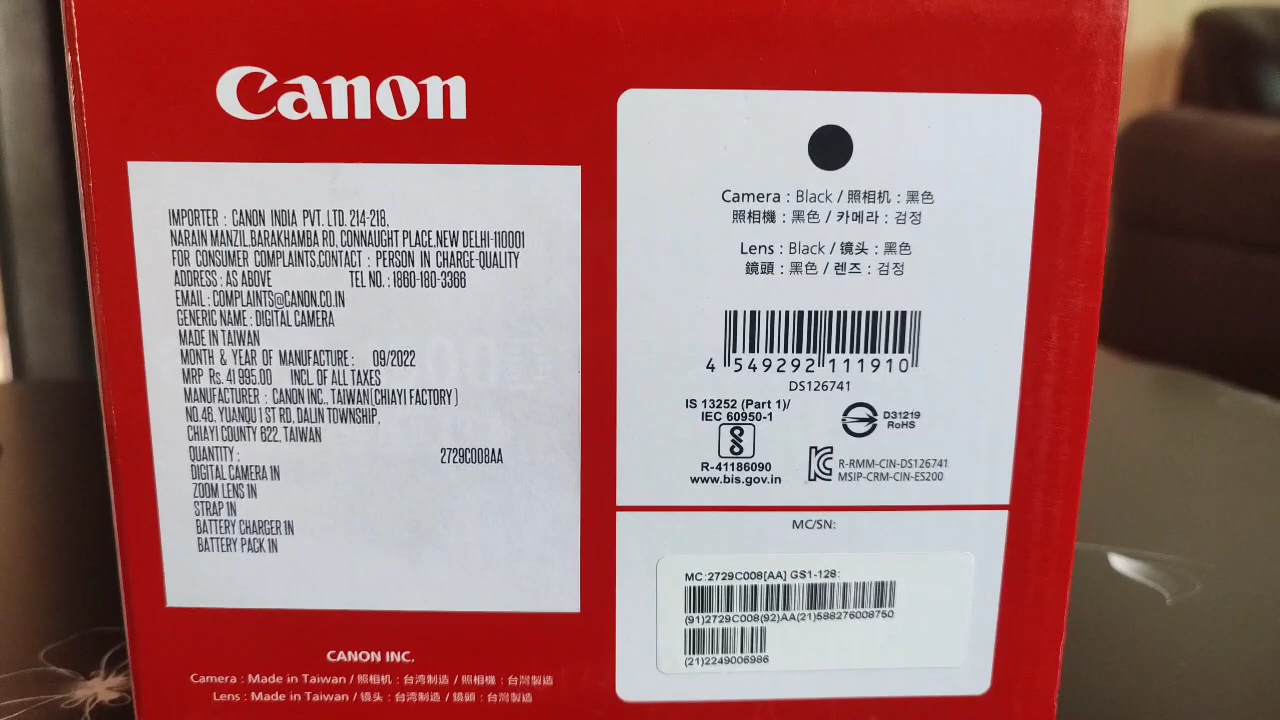 Canon
IMPORTER : CANON INDIA PVT. LTD. 214-218,
NARAIN MANZIL,BARAKHAMBA RD, CONNAUGHT PLACE,NEW DELHI-110001
FOR CONSUMER COMPLAINTS.CONTACT : PERSON IN CHARGE-QUALITY
ADDRESS : AS ABOVE TEL NO. : 1860-180-3366
EMAIL : COMPLAINTS@CANON.CO.IN
GENERIC NAME : DIGITAL CAMERA
MADE IN TAIWAN
MONTH & YEAR OF MANUFACTURE : 09/2022
MRP Rs. 41 995.00 INCL. OF ALL TAXES
MANUFACTURER : CANON INC., TAIWAN(CHIAYI FACTORY)
NO.46, YUANQU 1 ST RD, DALIN TOWNSHIP,
CHIAYI COUNTY 622, TAIWAN
QUANTITY : 2729C008AA
DIGITAL CAMERA 1N
ZOOM LENS 1N
STRAP 1N
BATTERY CHARGER 1N
BATTERY PACK 1N
CANON INC.
Camera : Made in Taiwan / 照相机 : 台湾制造 / 照相機 : 台灣製造
Lens : Made in Taiwan / 镜头 : 台湾制造 / 鏡頭 : 台灣製造
Camera : Black / 照相机 : 黑色
照相機 : 黑色 / 카메라 : 검정
Lens : Black / 镜头 : 黑色
鏡頭 : 黑色 / 렌즈 : 검정
4 549292 111910
DS126741
IS 13252 (Part 1)/
IEC 60950-1
R-41186090
www.bis.gov.in
D31219
RoHS
R-RMM-CIN-DS126741
MSIP-CRM-CIN-ES200
MC/SN:
MC:2729C008[AA] GS1-128:
(91)2729C008(92)AA(21)588276008750
(21)2249006986